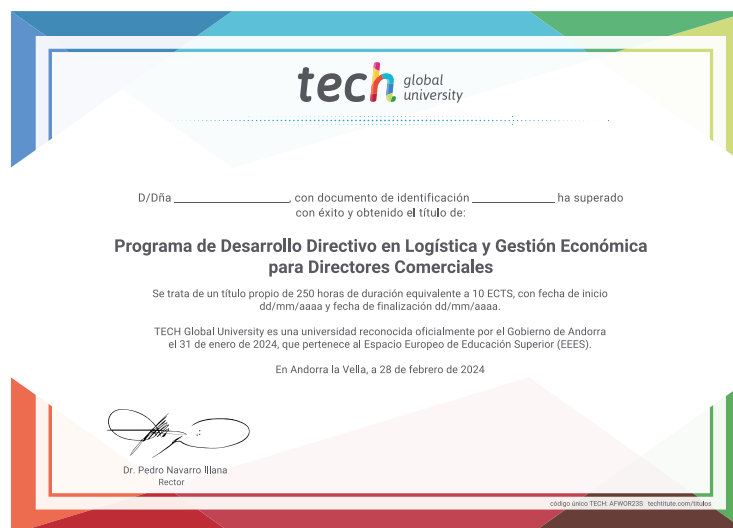 tech global
university
D/Dña ______________, con documento de identificación __________ ha superado
con éxito y obtenido el título de:
Programa de Desarrollo Directivo en Logística y Gestión Económica
para Directores Comerciales
Se trata de un título propio de 250 horas de duración equivalente a 10 ECTS, con fecha de inicio
dd/mm/aaaa y fecha de finalización dd/mm/aaaa.
TECH Global University es una universidad reconocida oficialmente por el Gobierno de Andorra
el 31 de enero de 2024, que pertenece al Espacio Europeo de Educación Superior (EEES).
En Andorra la Vella, a 28 de febrero de 2024
Dr. Pedro Navarro Illana
Rector
código único TECH: AFWOR23S techtitute.com/titulos